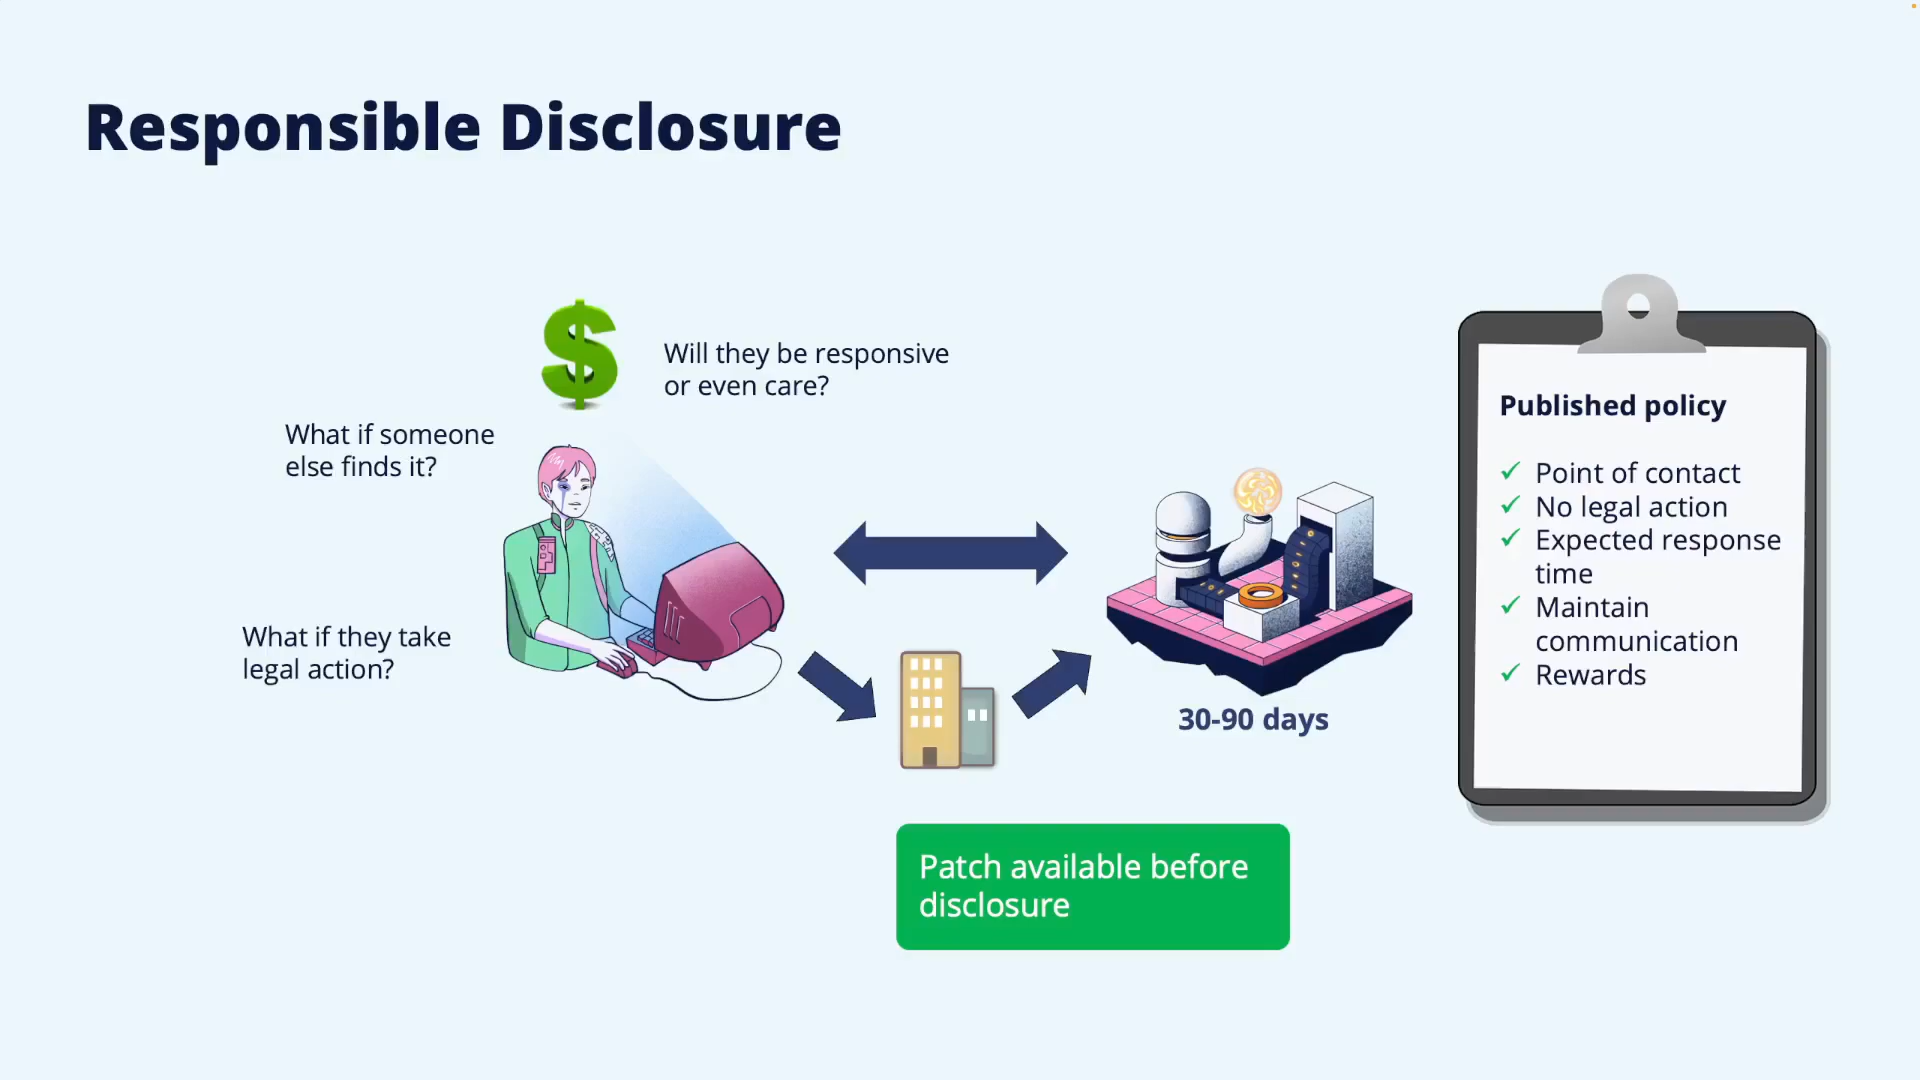 Responsible Disclosure
$
Will they be responsive
or even care?
What if someone
else finds it?
What if they take
legal action?
30-90 days
Patch available before
disclosure
Published policy
✓ Point of contact
✓ No legal action
✓ Expected response
time
✓ Maintain
communication
✓ Rewards